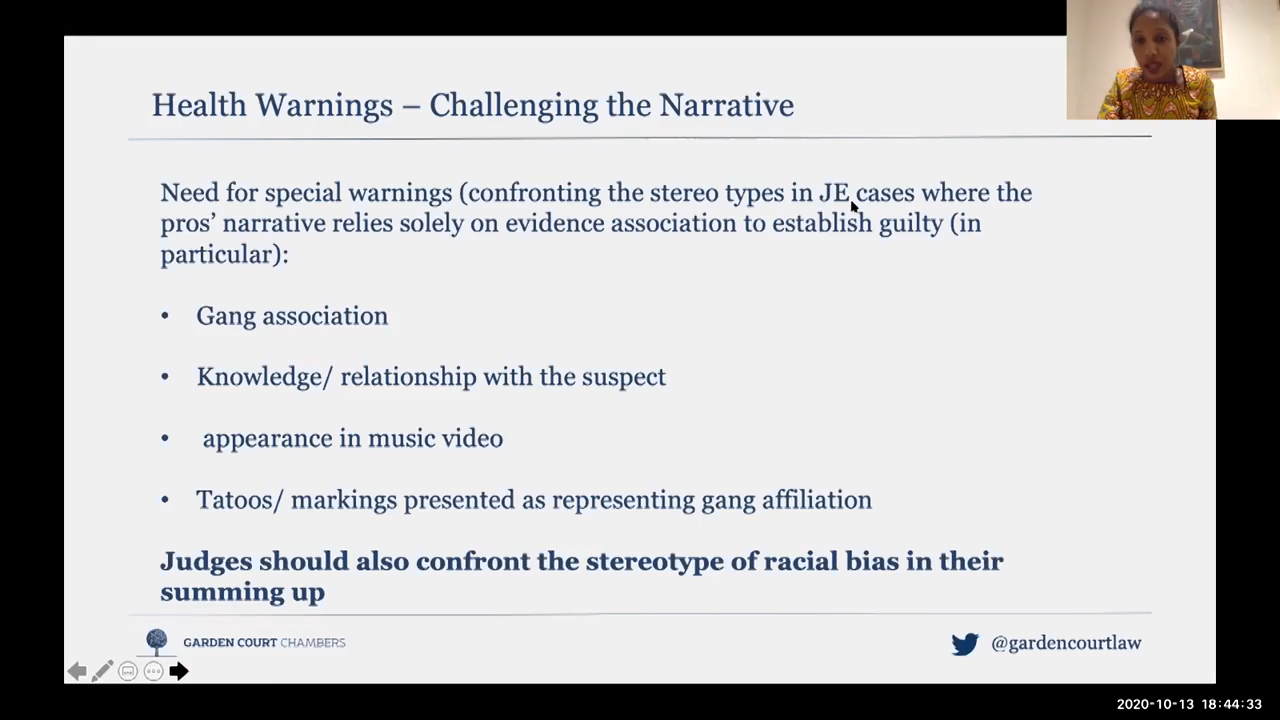 Health Warnings – Challenging the Narrative
Need for special warnings (confronting the stereo types in JE cases where the
pros’ narrative relies solely on evidence association to establish guilty (in
particular):
• Gang association
• Knowledge/ relationship with the suspect
• appearance in music video
• Tatoos/ markings presented as representing gang affiliation
Judges should also confront the stereotype of racial bias in their
summing up
GARDEN COURT CHAMBERS
@gardencourtlaw
2020-10-13 18:44:33